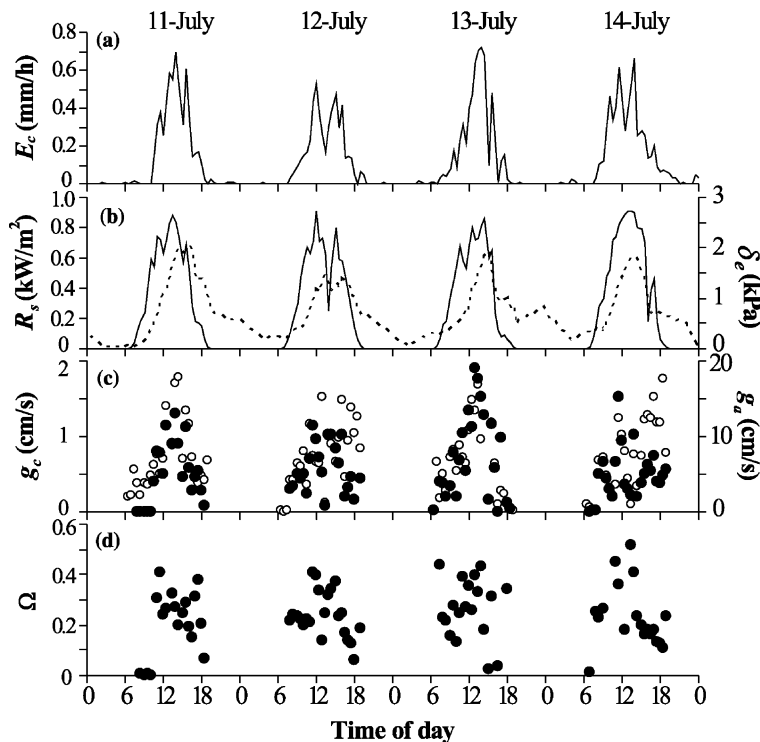 11-July 12-July 13-July 14-July
(a)
0.8
0.6
0.4
0.2
0
E_c (mm/h)
(b)
1.0
0.8
0.6
0.4
0.2
0
R_s (kW/m²)
3
2
1
0
δ_e (kPa)
(c)
2
1
0
g_c (cm/s)
20
10
0
g_a (cm/s)
(d)
0.6
0.4
0.2
0
Ω
0 6 12 18 0 6 12 18 0 6 12 18 0 6 12 18 0
Time of day